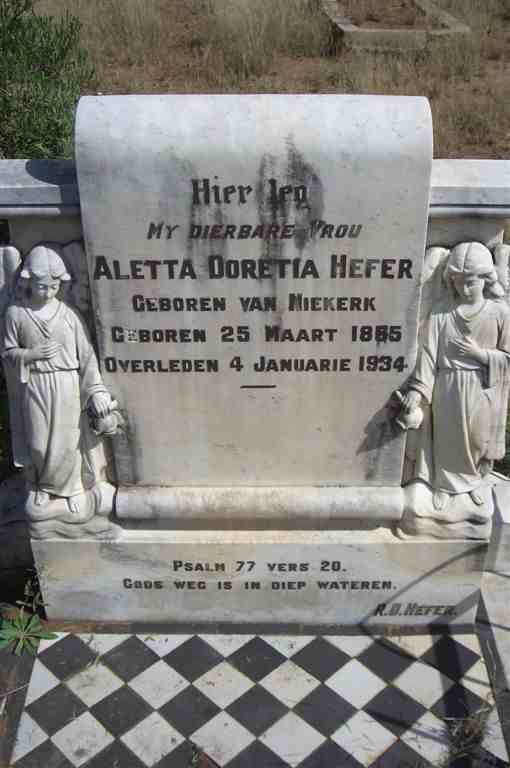 Hier leg
MY DIERBARE VROU
ALETTA DORETIA HEFER
GEBOREN VAN NIEKERK
GEBOREN 25 MAART 1885
OVERLEDEN 4 JANUARIE 1934
PSALM 77 VERS 20.
GODS WEG IS IN DIEP WATEREN.
R.D. HEFER.